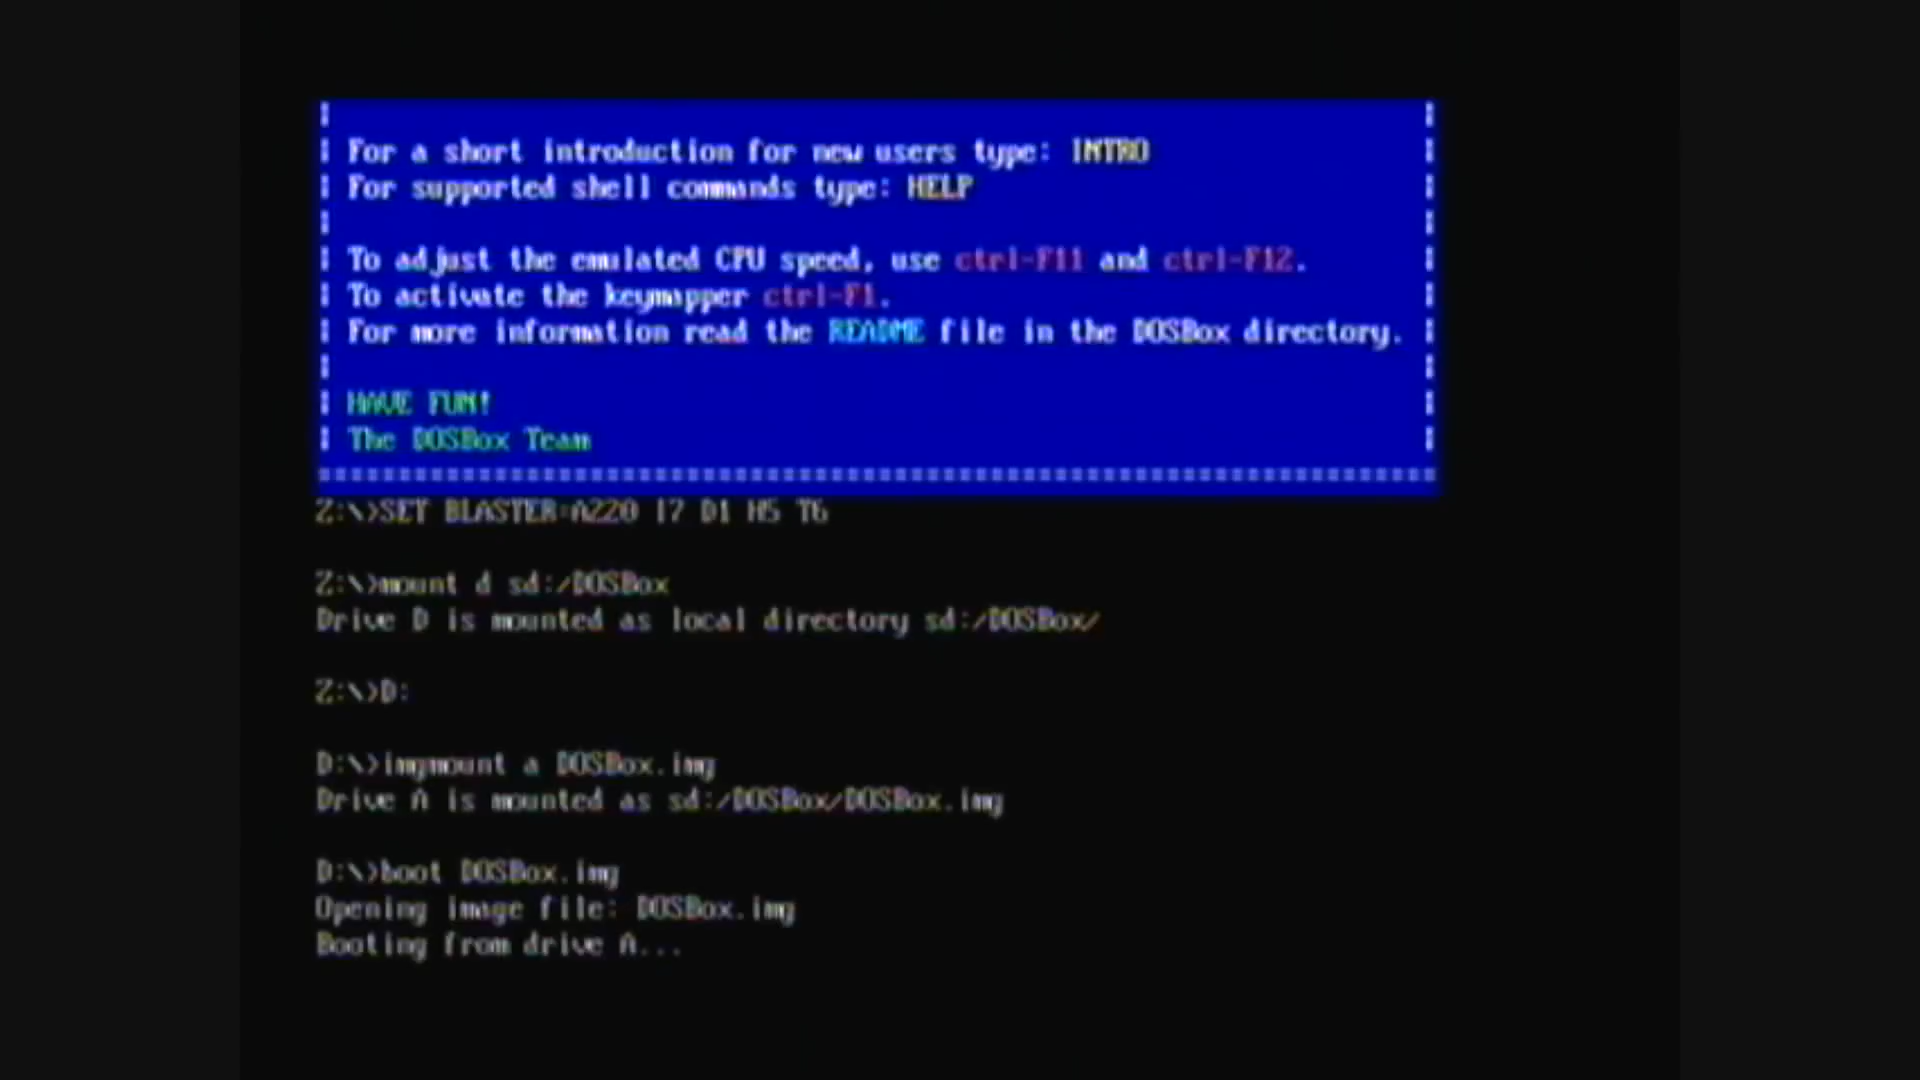 For a short introduction for new users type: INTRO
For supported shell commands type: HELP
To adjust the emulated CPU speed, use ctrl-F11 and ctrl-F12.
To activate the keymapper ctrl-F1.
For more information read the README file in the DOSBox directory.
HAVE FUN!
The DOSBox Team
Z:\>SET BLASTER=A220 I7 D1 H5 T6
Z:\>mount d sd:/DOSBox
Drive D is mounted as local directory sd:/DOSBox/
Z:\>D:
D:\>imgmount a DOSBox.img
Drive A is mounted as sd:/DOSBox/DOSBox.img
D:\>boot DOSBox.img
Opening image file: DOSBox.img
Booting from drive A...